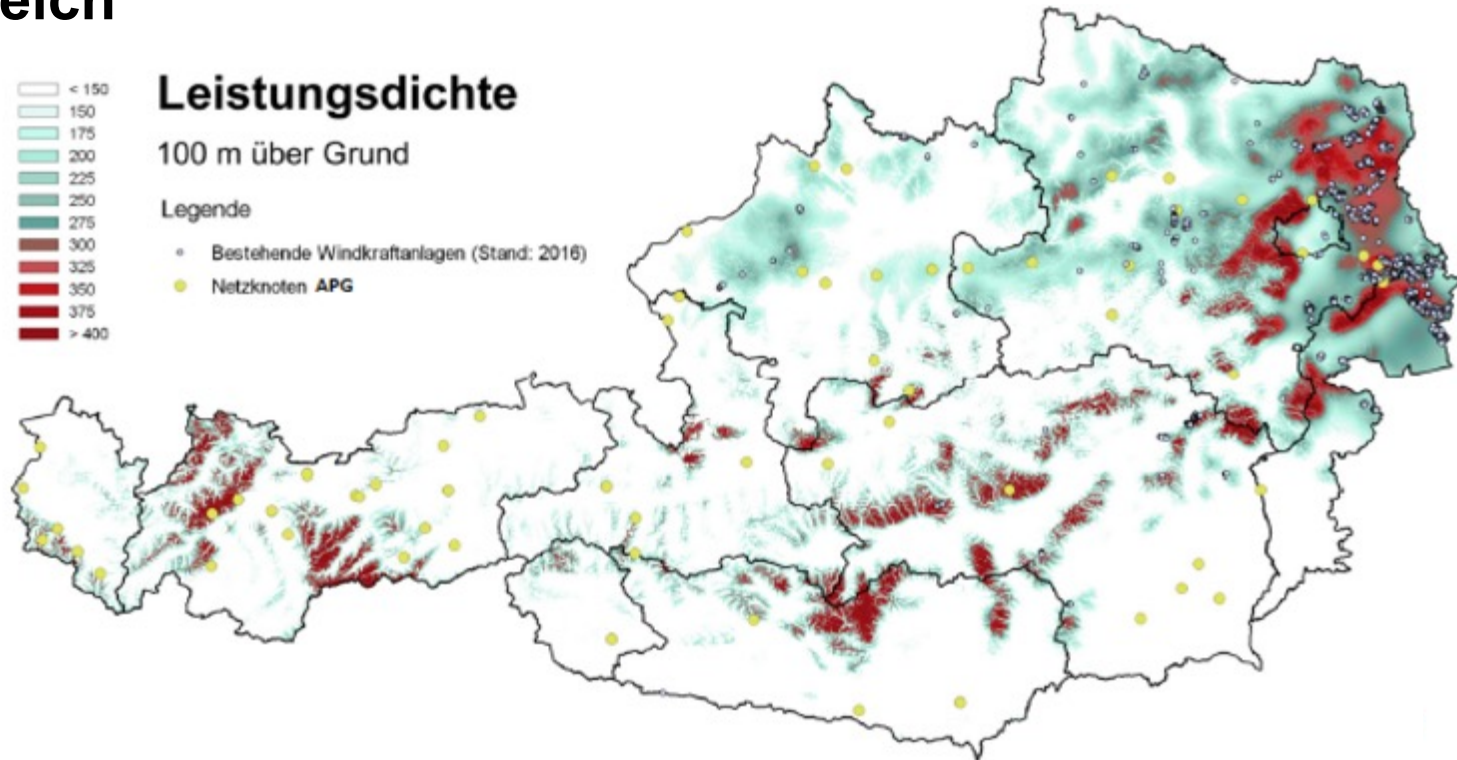 eich
Leistungsdichte
100 m über Grund
Legende
Bestehende Windkraftanlagen (Stand: 2016)
Netzknoten APG
< 150
150
175
200
225
250
275
300
325
350
375
> 400